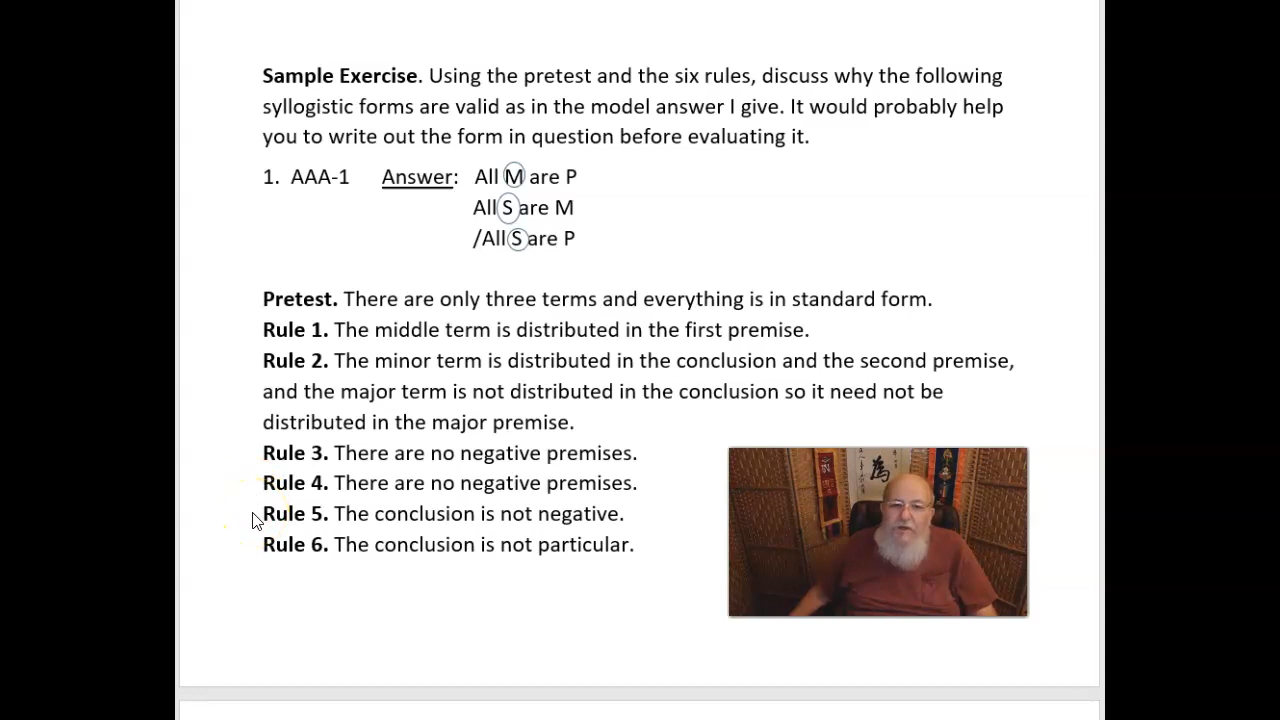 Sample Exercise. Using the pretest and the six rules, discuss why the following
syllogistic forms are valid as in the model answer I give. It would probably help
you to write out the form in question before evaluating it.
1. AAA-1 Answer: All M are P
All S are M
/All S are P
Pretest. There are only three terms and everything is in standard form.
Rule 1. The middle term is distributed in the first premise.
Rule 2. The minor term is distributed in the conclusion and the second premise,
and the major term is not distributed in the conclusion so it need not be
distributed in the major premise.
Rule 3. There are no negative premises.
Rule 4. There are no negative premises.
Rule 5. The conclusion is not negative.
Rule 6. The conclusion is not particular.
為